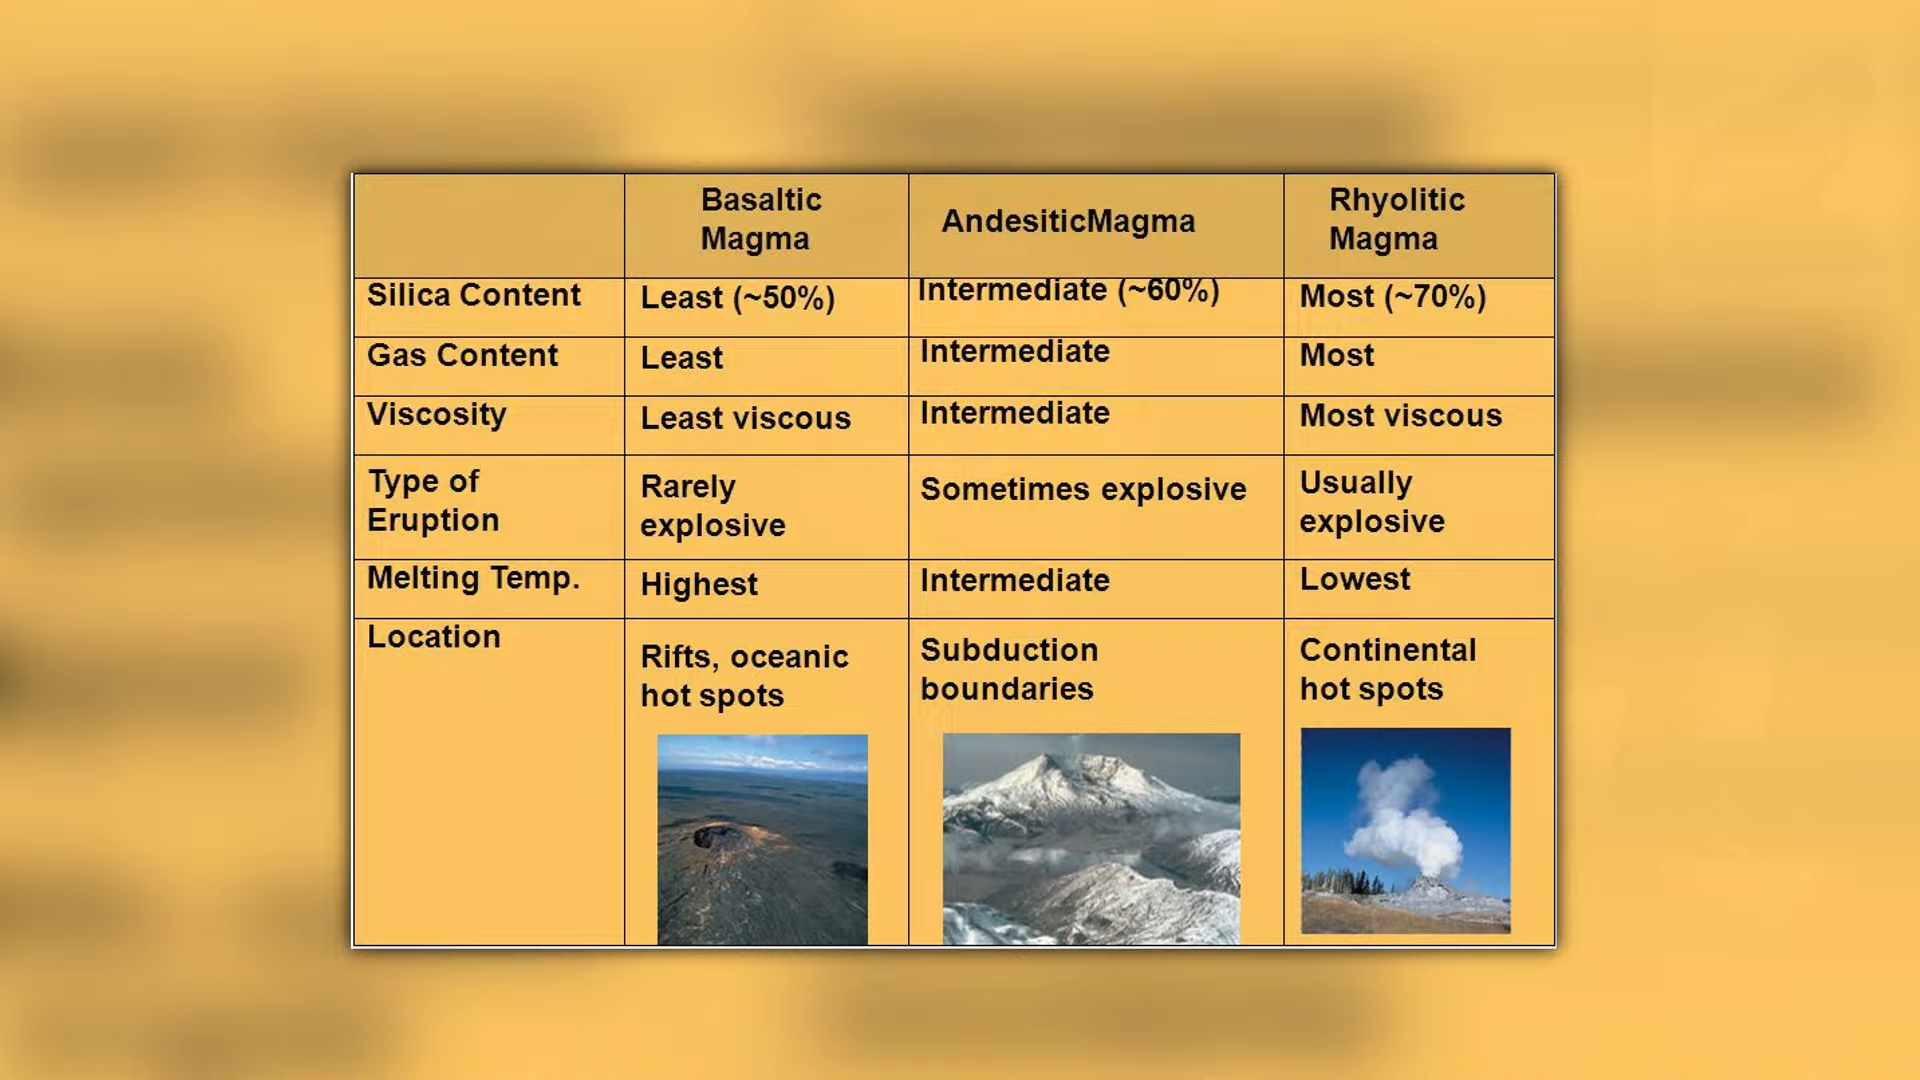 Basaltic
Magma
AndesiticMagma
Rhyolitic
Magma
Silica Content
Least (~50%)
Intermediate (~60%)
Most (~70%)
Gas Content
Least
Intermediate
Most
Viscosity
Least viscous
Intermediate
Most viscous
Type of
Eruption
Rarely
explosive
Sometimes explosive
Usually
explosive
Melting Temp.
Highest
Intermediate
Lowest
Location
Rifts, oceanic
hot spots
Subduction
boundaries
Continental
hot spots